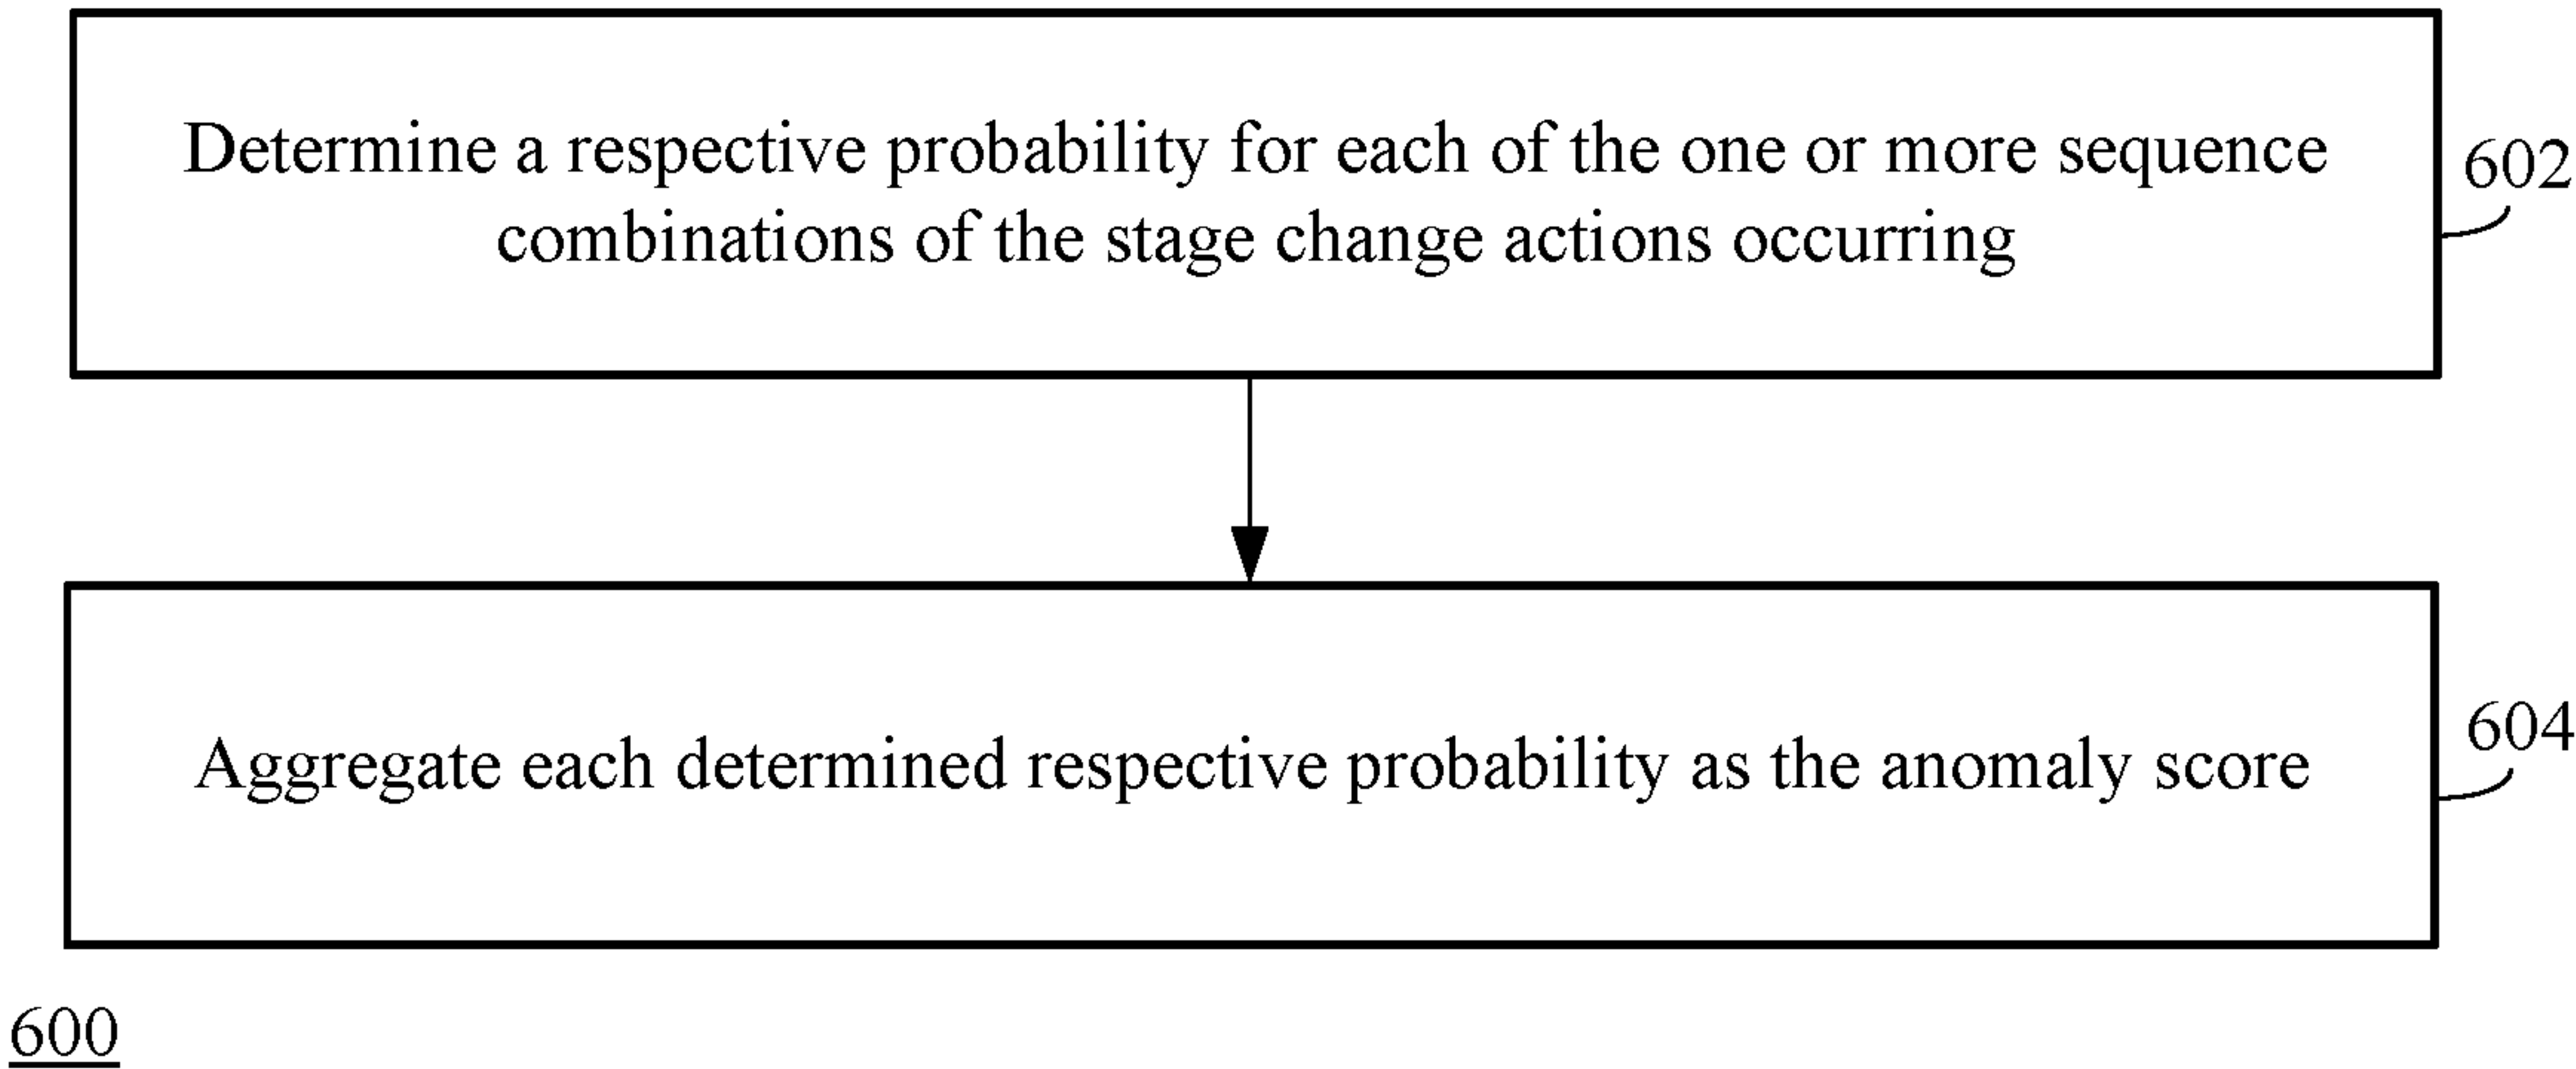 Determine a respective probability for each of the one or more sequence
combinations of the stage change actions occurring
602
Aggregate each determined respective probability as the anomaly score
604
600